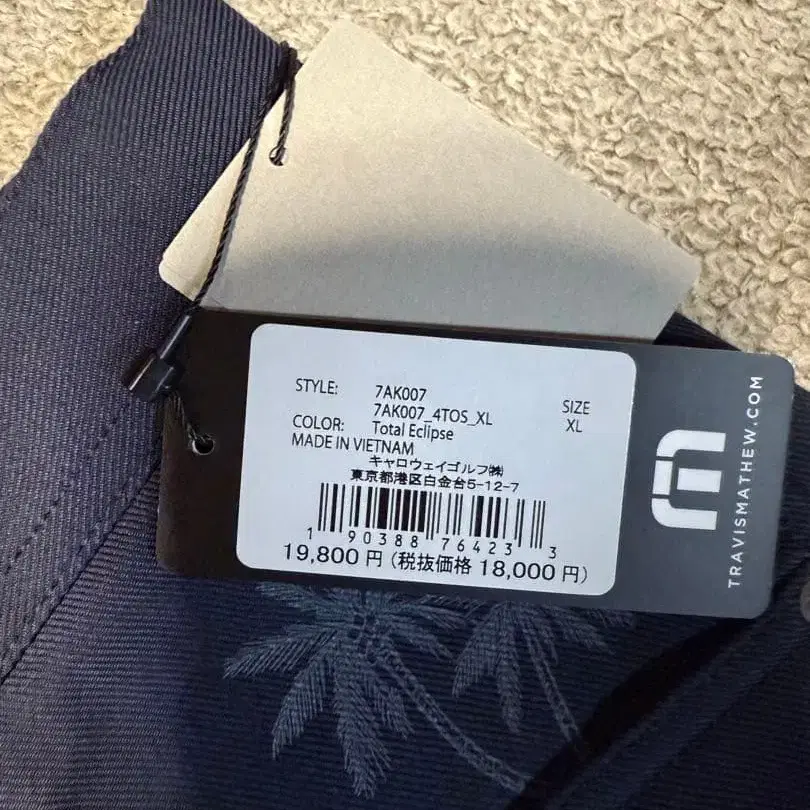 STYLE: 7AK007
7AK007_4TOS_XL
SIZE
XL
COLOR: Total Eclipse
MADE IN VIETNAM
キャロウェイゴルフ㈱
東京都港区白金台5-12-7
1 90388 76423 3
19,800円(税抜価格 18,000円)
TRAVISMATHEW.COM